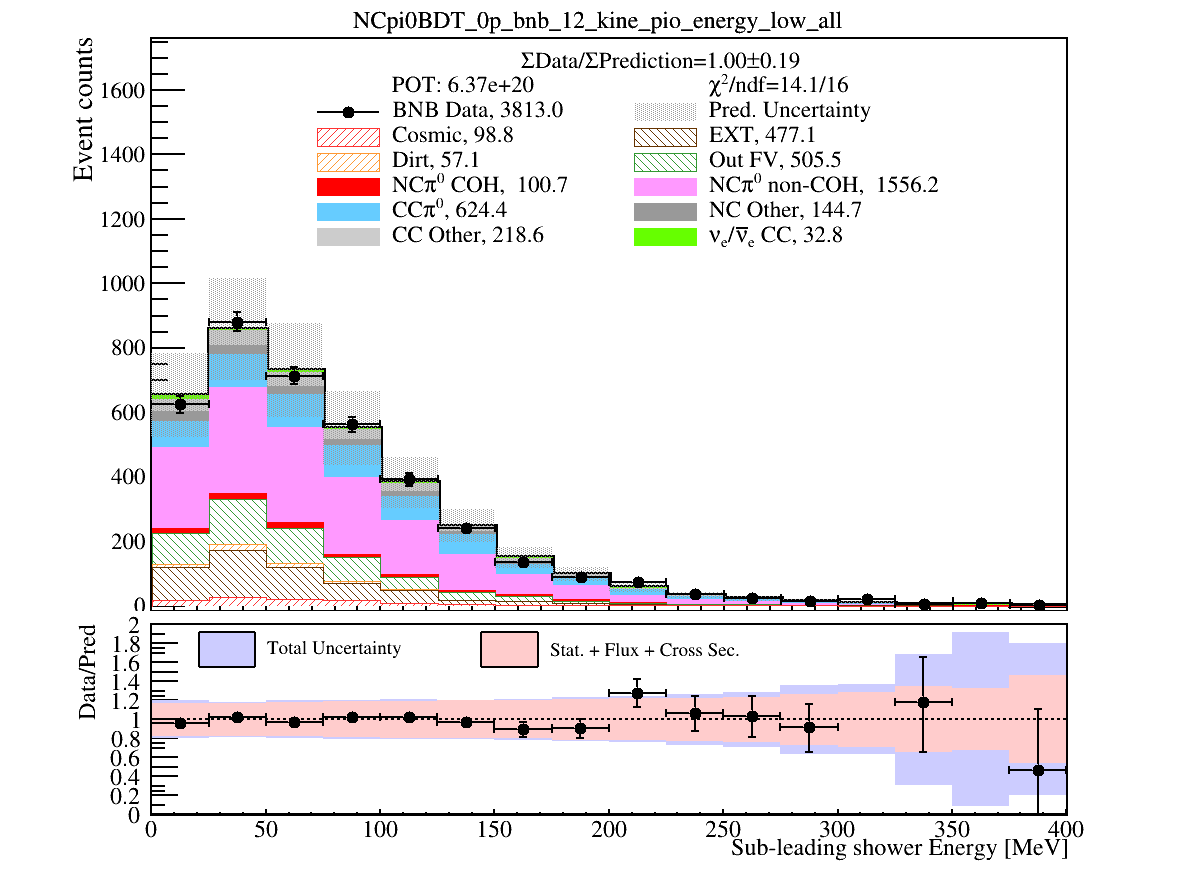 NCpi0BDT_0p_bnb_12_kine_pio_energy_low_all
ΣData/ΣPrediction=1.00±0.19
POT: 6.37e+20
χ²/ndf=14.1/16
BNB Data, 3813.0
Pred. Uncertainty
Cosmic, 98.8
EXT, 477.1
Dirt, 57.1
Out FV, 505.5
NCπ⁰ COH, 100.7
NCπ⁰ non-COH, 1556.2
CCπ⁰, 624.4
NC Other, 144.7
CC Other, 218.6
νₑ/ν̅ₑ CC, 32.8
Event counts
1600
1400
1200
1000
800
600
400
200
0
Total Uncertainty
Stat. + Flux + Cross Sec.
Data/Pred
2
1.8
1.6
1.4
1.2
1
0.8
0.6
0.4
0.2
0
0 50 100 150 200 250 300 350 400
Sub-leading shower Energy [MeV]